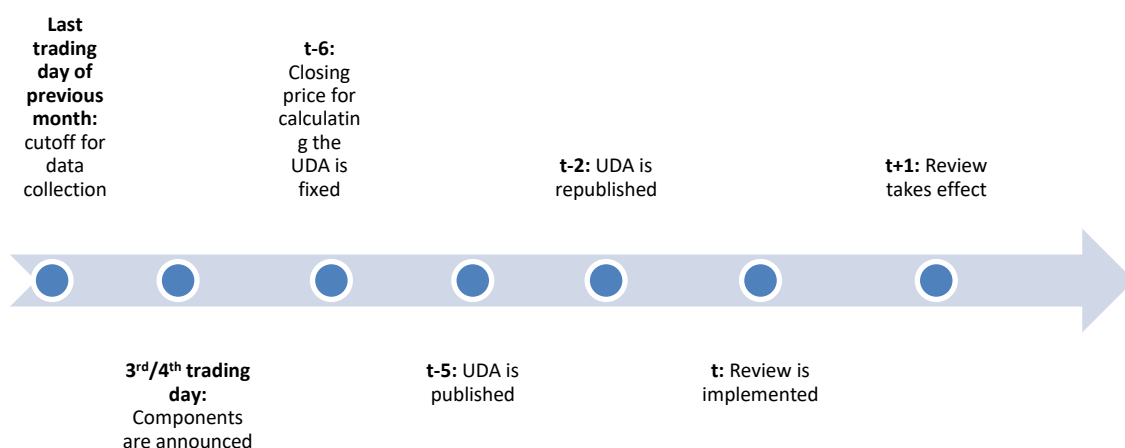 Last
trading
day of
previous
month:
cutoff for
data
collection
t-6:
Closing
price for
calculatin
g the
UDA is
fixed
t-2: UDA is
republished
t+1: Review
takes effect
3rd/4th trading
day:
Components
are announced
t-5: UDA is
published
t: Review is
implemented